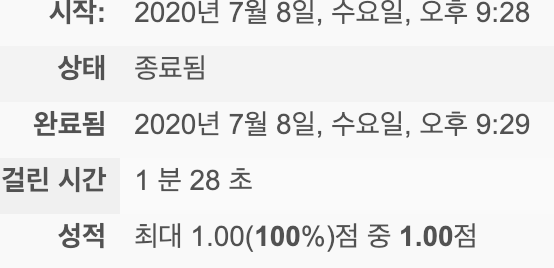 시작: 2020년 7월 8일, 수요일, 오후 9:28
상태 종료됨
완료됨 2020년 7월 8일, 수요일, 오후 9:29
걸린 시간 1 분 28 초
성적 최대 1.00(100%)점 중 1.00점